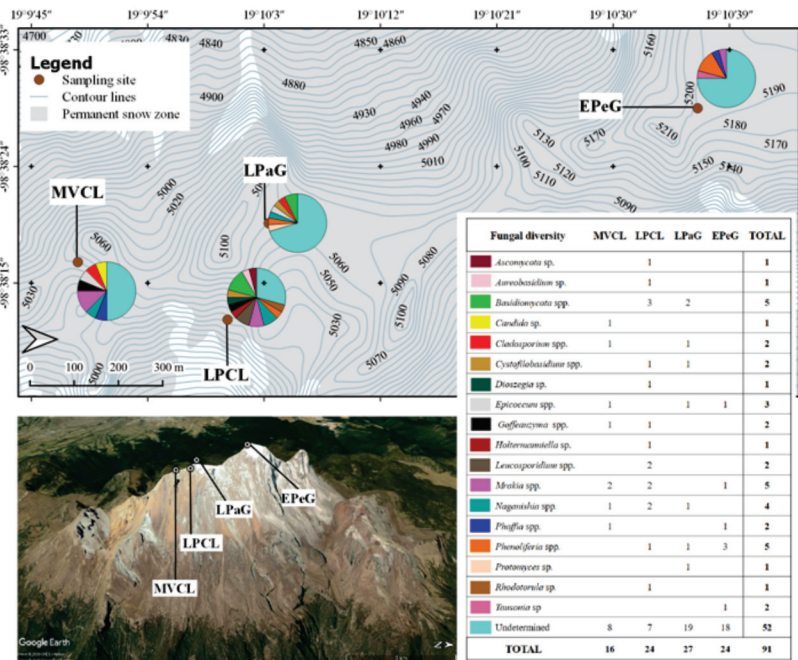 19°9'45" 19°9'54" 19°10'3" 19°10'12" 19°10'21" 19°10'30" 19°10'39"
-98°38'33"
-98°38'24"
-98°38'15"
4700 4830 4840 4850 4860 5160
4880
4900
4930 4940
4960 4970
4980 4990
5010
5200 5190
5180
5170
5130 5170 5210
5100 5120
5110
5150 5140
5090
Legend
Sampling site
Contour lines
Permanent snow zone
EPeG
LPaG
MVCL
LPCL
5000
5020
5060
5100
5060
5080
5050
5090
5030
5030
5100
5070
5000
0 100 200 300 m
Fungal diversity MVCL LPCL LPaG EPeG TOTAL
Ascomycota sp. 1 1
Aureobasidium sp. 1 1
Basidiomycota spp. 3 2 5
Candida sp. 1 1
Cladosporium spp. 1 1 2
Cystofilobasidium spp. 1 1 2
Dioszegia sp. 1 1
Epicoccum spp. 1 1 1 3
Goffeauzyma spp. 1 1 2
Holtermanniella sp. 1 1
Leucosporidium spp. 2 2
Mrakia spp. 2 2 1 5
Naganishia spp. 1 2 1 4
Phaffia spp. 1 1 2
Phenoliferia spp. 1 1 3 5
Protomyces sp. 1 1
Rhodotorula sp. 1 1
Tausonia sp 1 2
Undetermined 8 7 19 18 52
TOTAL 16 24 27 24 91
EPeG
LPaG
LPCL
MVCL
Google Earth